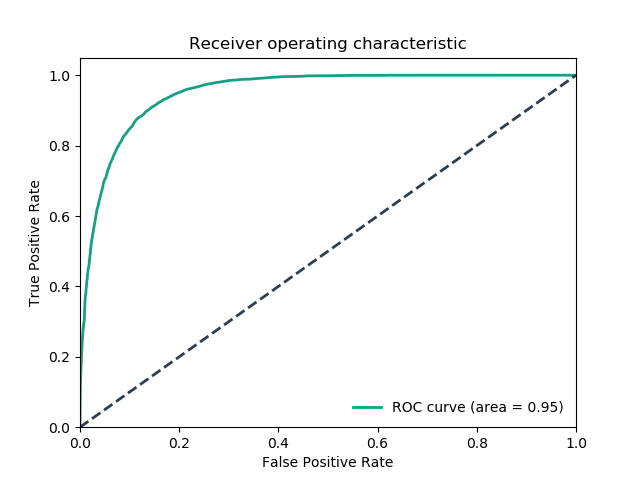 Receiver operating characteristic
True Positive Rate
1.0
0.8
0.6
0.4
0.2
0.0
ROC curve (area = 0.95)
0.0 0.2 0.4 0.6 0.8 1.0
False Positive Rate